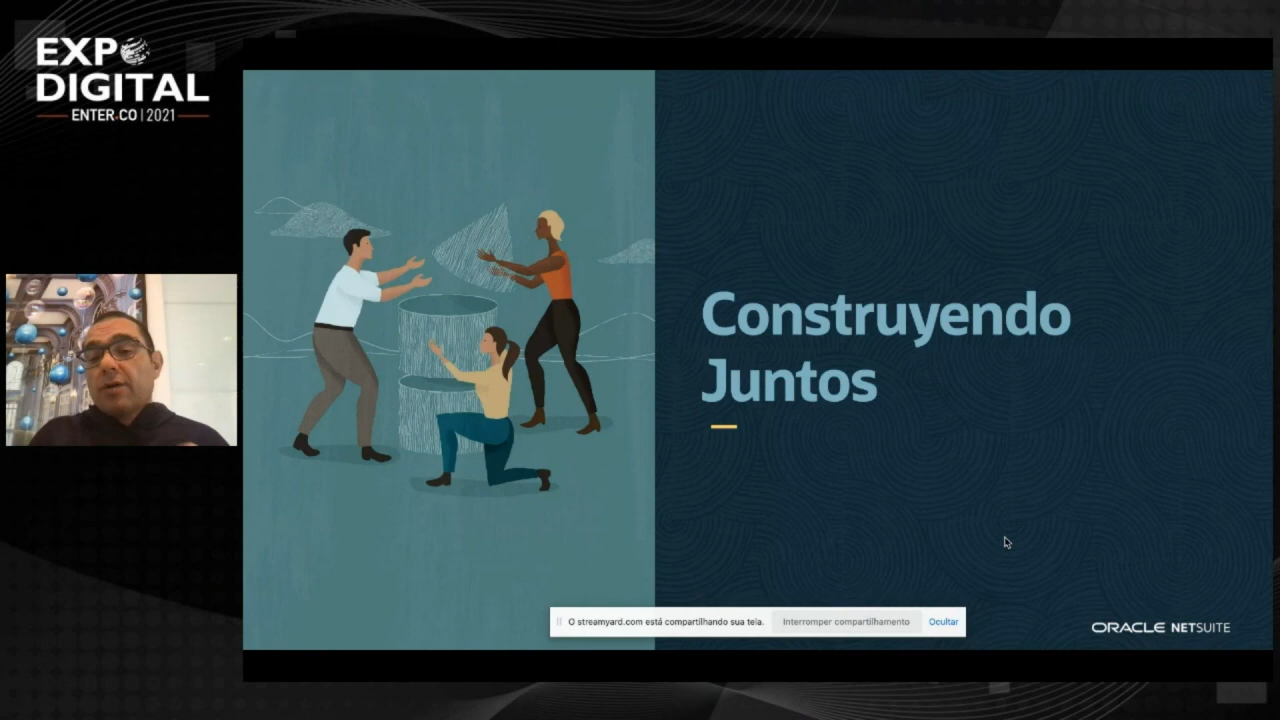 EXPO
DIGITAL
ENTER.CO | 2021
Construyendo
Juntos
O streamyard.com está compartilhando sua tela. Interromper compartilhamento Ocultar
ORACLE NETSUITE